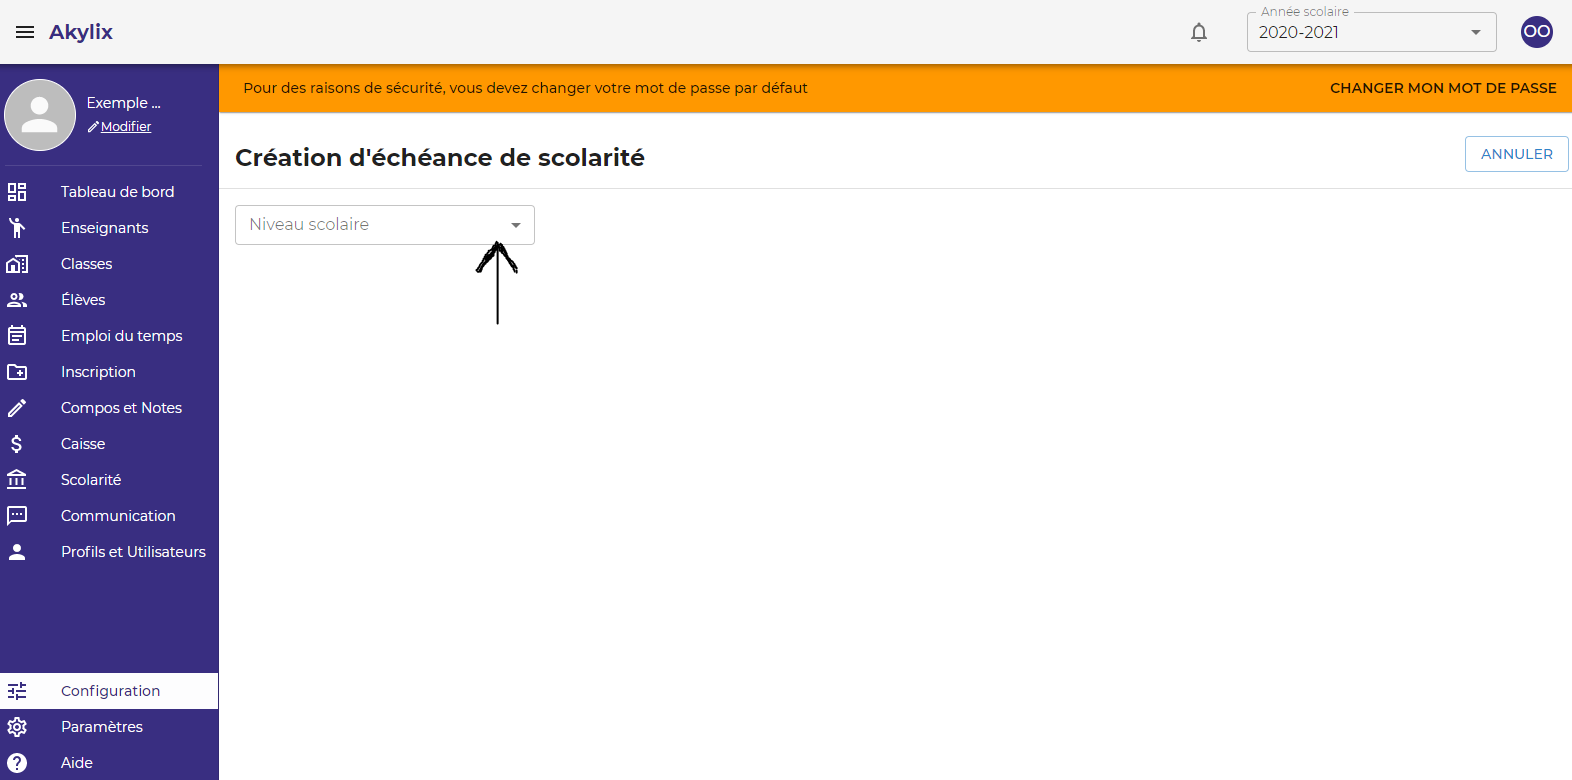 Akylix
Année scolaire
2020-2021
OO
Exemple ...
Modifier
Pour des raisons de sécurité, vous devez changer votre mot de passe par défaut
CHANGER MON MOT DE PASSE
Création d'échéance de scolarité
ANNULER
Niveau scolaire
Tableau de bord
Enseignants
Classes
Élèves
Emploi du temps
Inscription
Compos et Notes
Caisse
Scolarité
Communication
Profils et Utilisateurs
Configuration
Paramètres
Aide